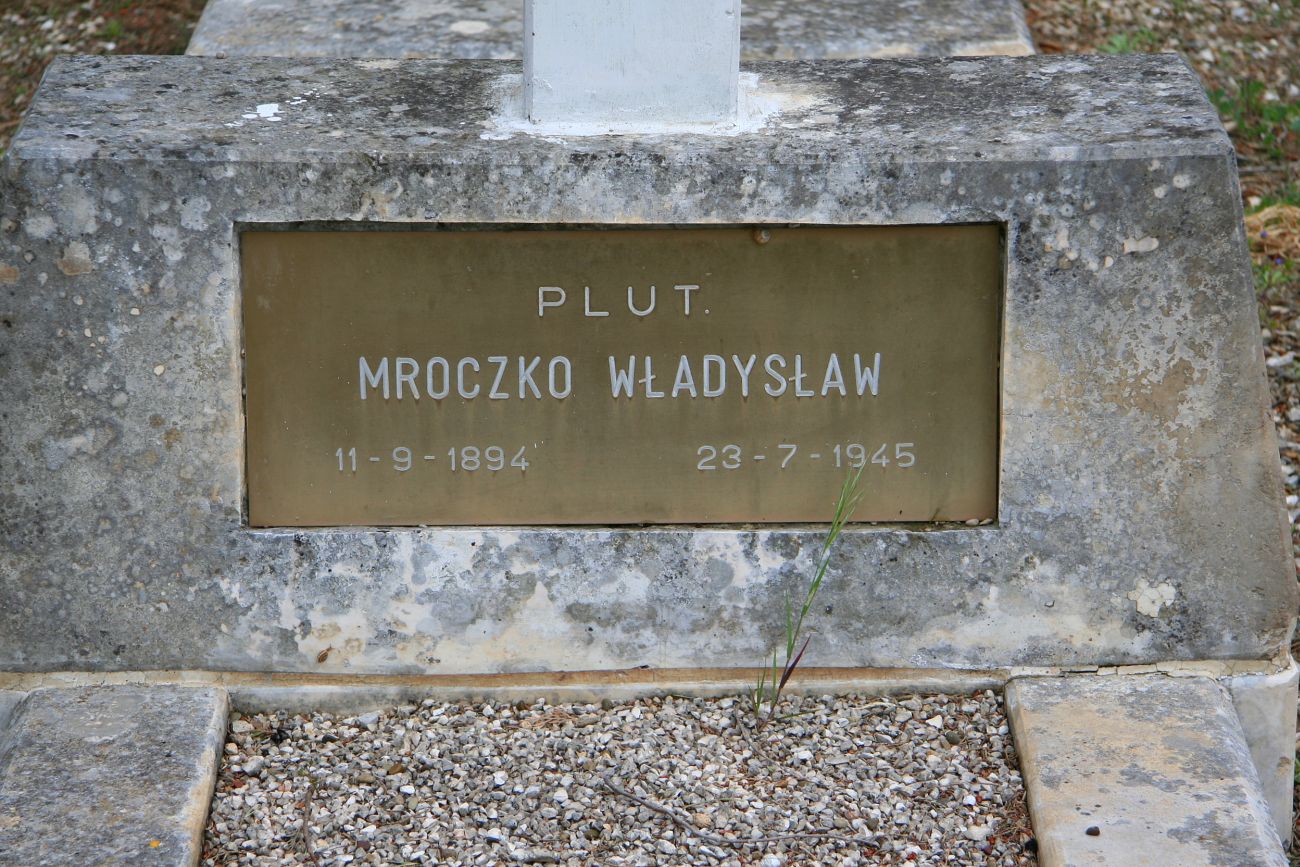 PLUT.
MROCZKO WŁADYSŁAW
11-9-1894 23-7-1945